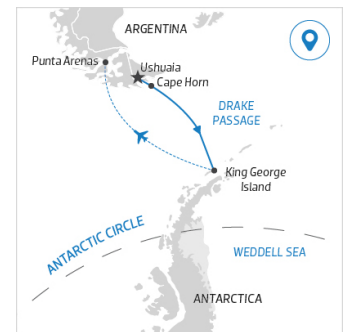 ARGENTINA
Punta Arenas
Ushuaia
Cape Horn
DRAKE
PASSAGE
King George
Island
ANTARCTIC CIRCLE
WEDDELL SEA
ANTARCTICA